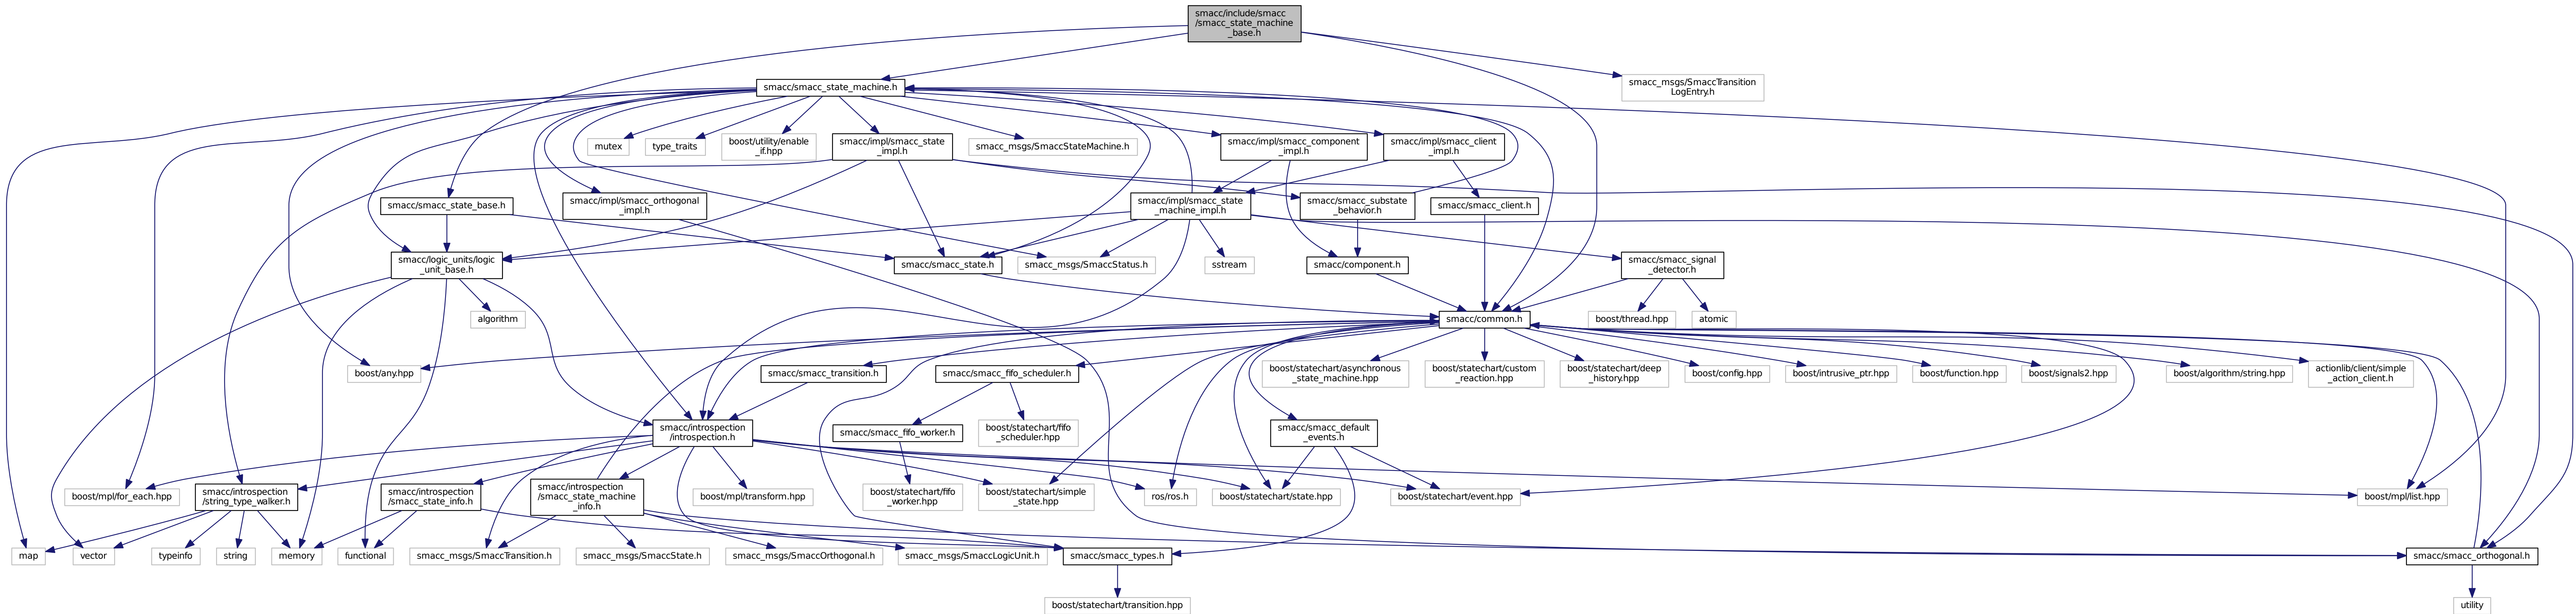 smacc/include/smacc
/smacc_state_machine
_base.h
smacc/smacc_state_machine.h
smacc_msgs/SmaccTransition
LogEntry.h
mutex
type_traits
boost/utility/enable
_if.hpp
smacc/impl/smacc_state
_impl.h
smacc_msgs/SmaccStateMachine.h
smacc/impl/smacc_component
_impl.h
smacc/impl/smacc_client
_impl.h
smacc/smacc_state_base.h
smacc/impl/smacc_orthogonal
_impl.h
smacc/impl/smacc_state
_machine_impl.h
smacc/smacc_substate
_behavior.h
smacc/smacc_client.h
smacc/logic_units/logic
_unit_base.h
smacc/smacc_state.h
smacc_msgs/SmaccStatus.h
sstream
smacc/component.h
smacc/smacc_signal
_detector.h
algorithm
smacc/common.h
boost/thread.hpp
atomic
boost/any.hpp
smacc/smacc_transition.h
smacc/smacc_fifo_scheduler.h
boost/statechart/asynchronous
_state_machine.hpp
boost/statechart/custom
_reaction.hpp
boost/statechart/deep
_history.hpp
boost/config.hpp
boost/intrusive_ptr.hpp
boost/function.hpp
boost/signals2.hpp
boost/algorithm/string.hpp
actionlib/client/simple
_action_client.h
smacc/introspection
/introspection.h
smacc/smacc_fifo_worker.h
boost/statechart/fifo
_scheduler.hpp
smacc/smacc_default
_events.h
boost/mpl/for_each.hpp
smacc/introspection
/string_type_walker.h
smacc/introspection
/smacc_state_info.h
smacc/introspection
/smacc_state_machine
_info.h
boost/mpl/transform.hpp
boost/statechart/fifo
_worker.hpp
boost/statechart/simple
_state.hpp
ros/ros.h
boost/statechart/state.hpp
boost/statechart/event.hpp
boost/mpl/list.hpp
map
vector
typeinfo
string
memory
functional
smacc_msgs/SmaccTransition.h
smacc_msgs/SmaccState.h
smacc_msgs/SmaccOrthogonal.h
smacc_msgs/SmaccLogicUnit.h
smacc/smacc_types.h
smacc/smacc_orthogonal.h
boost/statechart/transition.hpp
utility